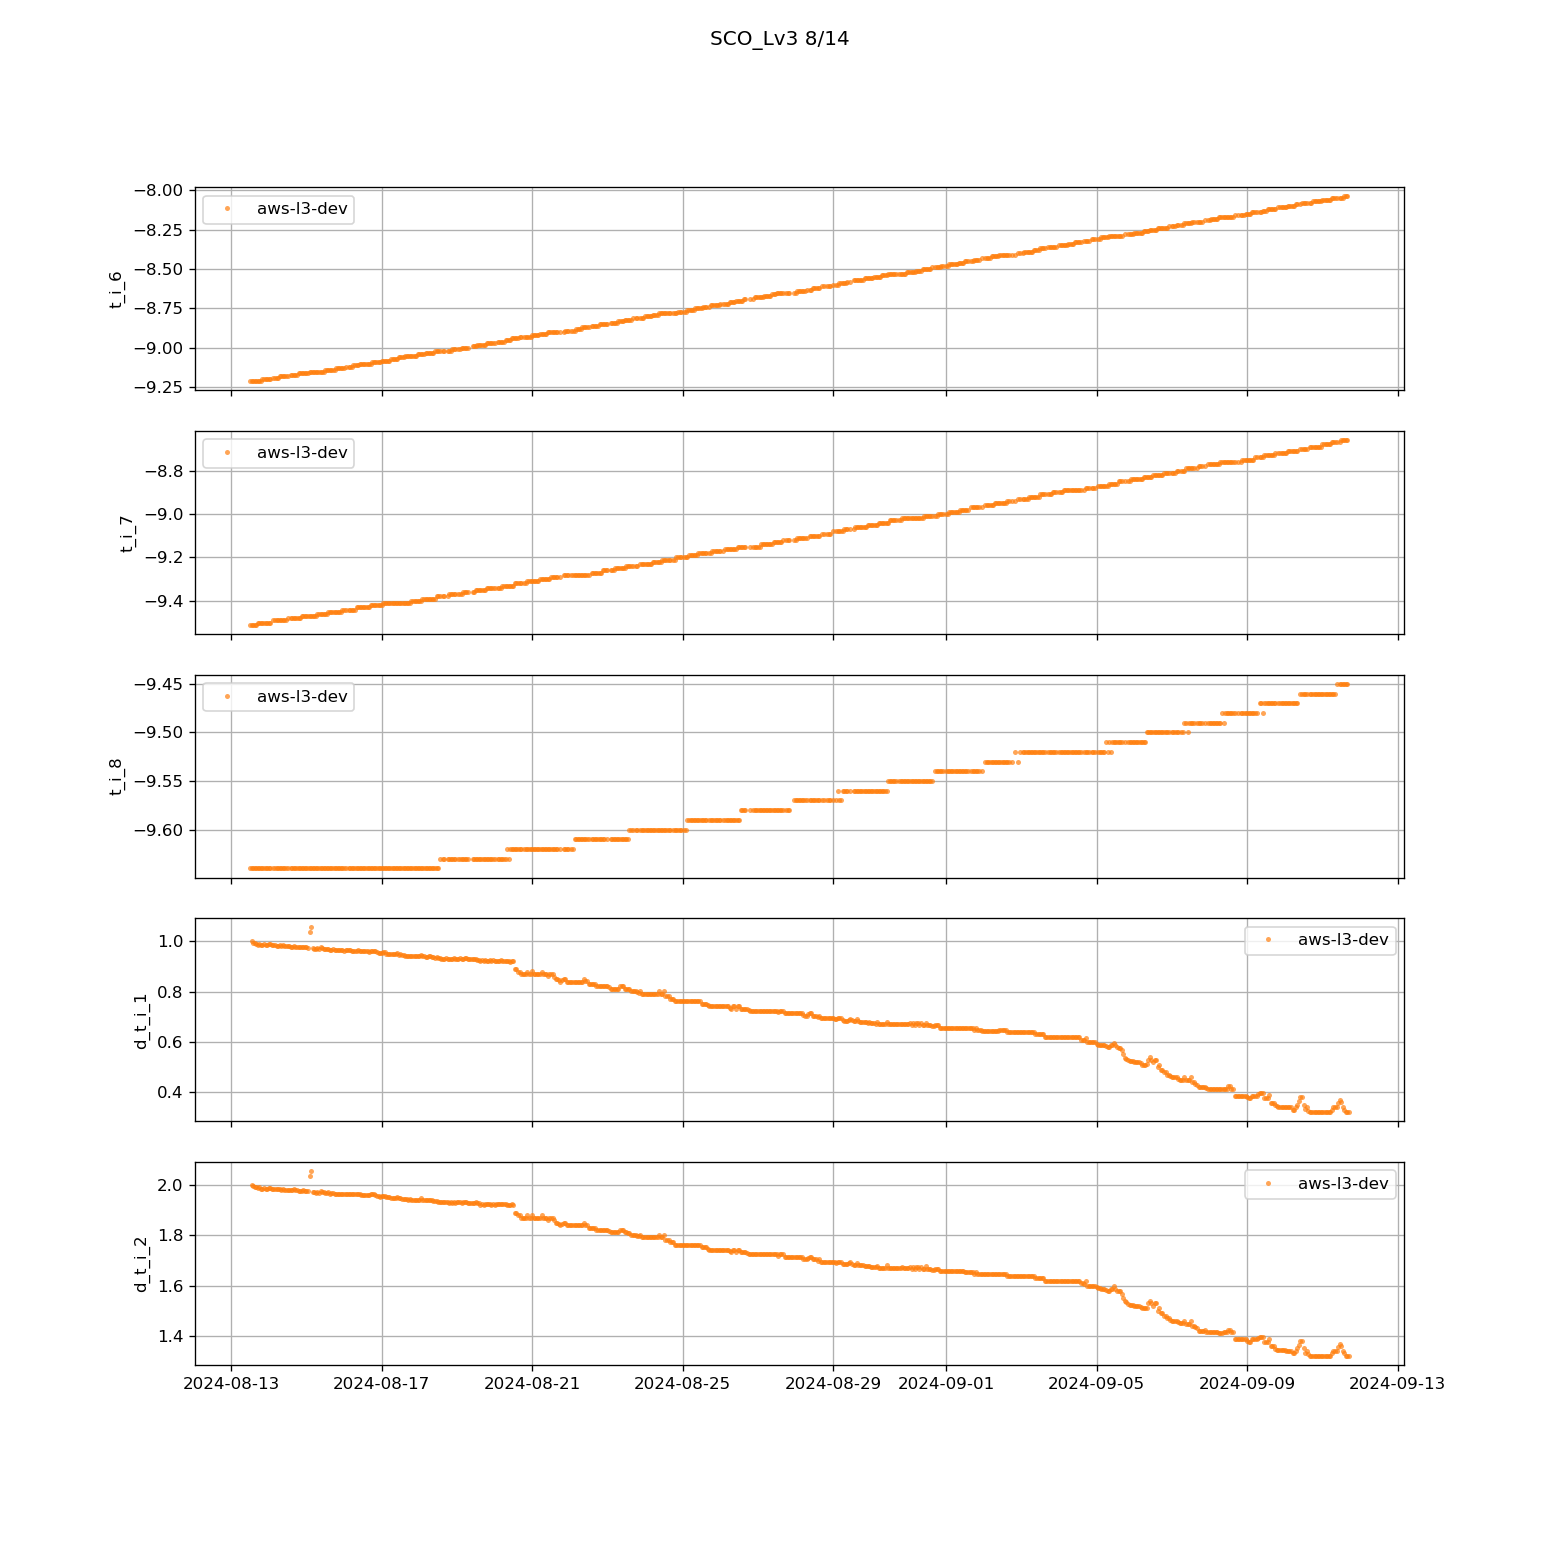 SCO_Lv3 8/14
−8.00
−8.25
−8.50
−8.75
−9.00
−9.25
t_i_6
aws-l3-dev
−8.8
−9.0
−9.2
−9.4
t_i_7
aws-l3-dev
−9.45
−9.50
−9.55
−9.60
t_i_8
aws-l3-dev
1.0
0.8
0.6
0.4
d_t_i_1
aws-l3-dev
2.0
1.8
1.6
1.4
d_t_i_2
aws-l3-dev
2024-08-13 2024-08-17 2024-08-21 2024-08-25 2024-08-29 2024-09-01 2024-09-05 2024-09-09 2024-09-13